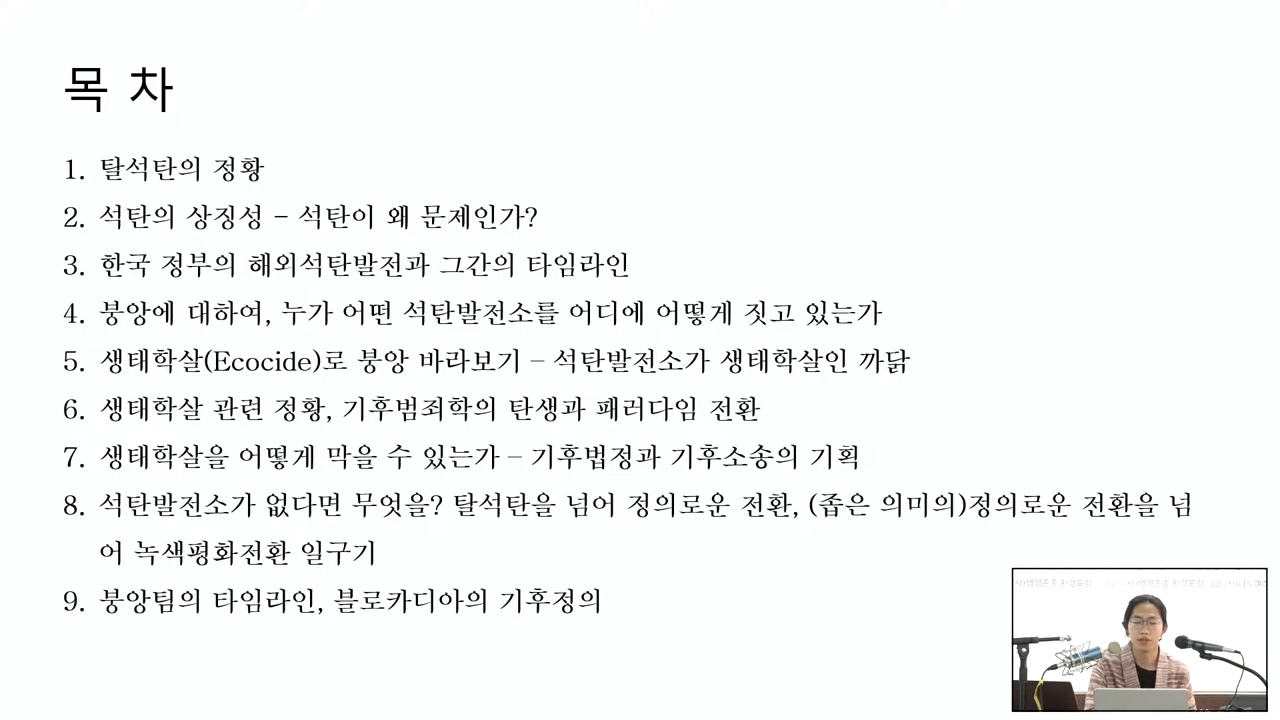 목 차
1. 탈석탄의 정황
2. 석탄의 상징성 – 석탄이 왜 문제인가?
3. 한국 정부의 해외석탄발전과 그간의 타임라인
4. 붕앙에 대하여, 누가 어떤 석탄발전소를 어디에 어떻게 짓고 있는가
5. 생태학살(Ecocide)로 붕앙 바라보기 – 석탄발전소가 생태학살인 까닭
6. 생태학살 관련 정황, 기후범죄학의 탄생과 패러다임 전환
7. 생태학살을 어떻게 막을 수 있는가 – 기후법정과 기후소송의 기획
8. 석탄발전소가 없다면 무엇을? 탈석탄을 넘어 정의로운 전환, (좁은 의미의)정의로운 전환을 넘
어 녹색평화전환 일구기
9. 붕앙팀의 타임라인, 블로카디아의 기후정의